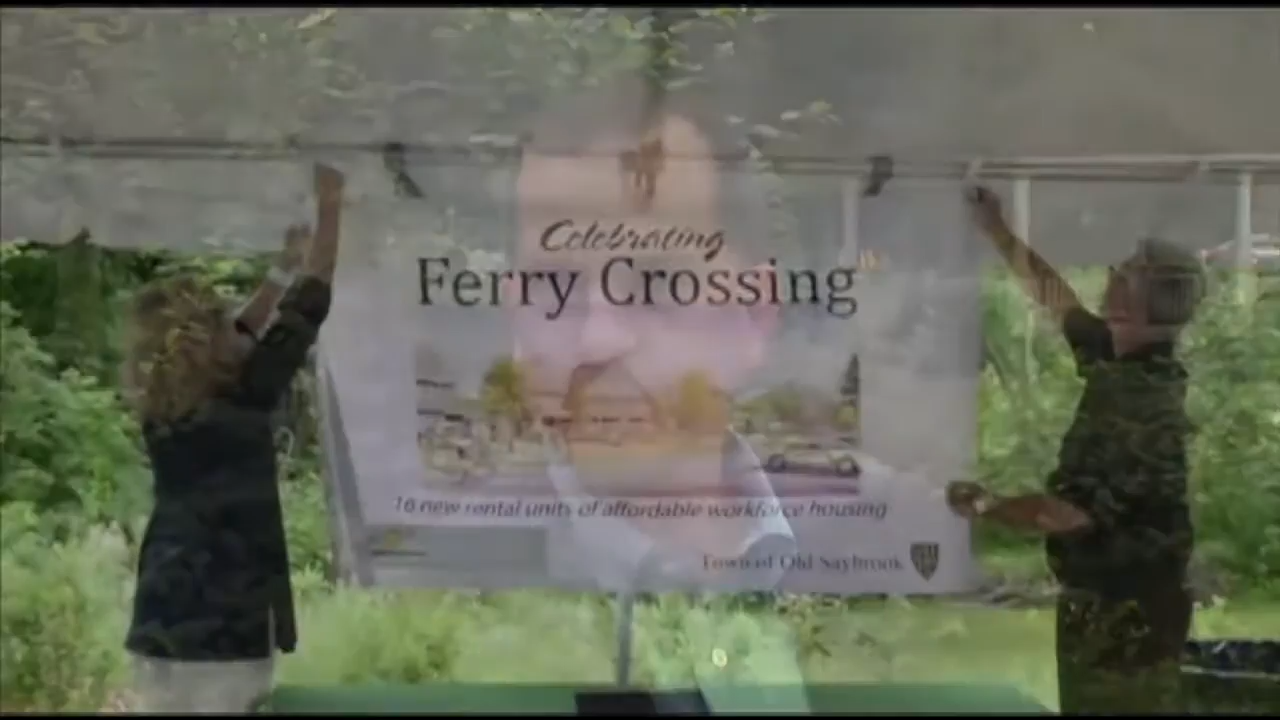 Celebrating
Ferry Crossing
16 new rental units of affordable workforce housing
Town of Old Saybrook